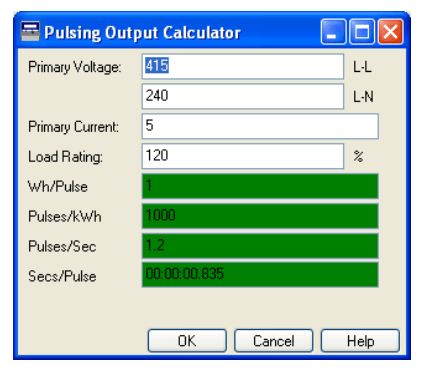 Pulsing Output Calculator
Primary Voltage: 415 L-L
240 L-N
Primary Current: 5
Load Rating: 120 %
Wh/Pulse 1
Pulses/kWh 1000
Pulses/Sec 1.2
Secs/Pulse 00:00:00.835
OK Cancel Help